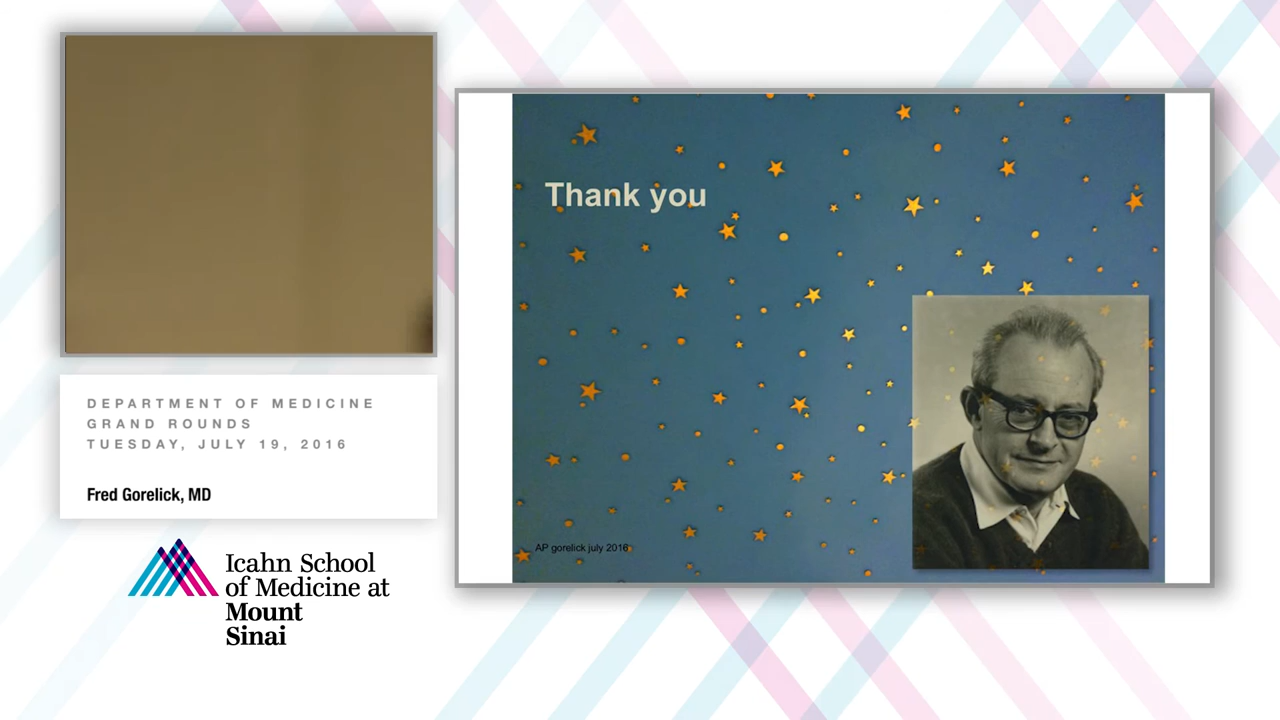 DEPARTMENT OF MEDICINE
GRAND ROUNDS
TUESDAY, JULY 19, 2016
Fred Gorelick, MD
Icahn School
of Medicine at
Mount
Sinai
Thank you
AP gorelick july 2016